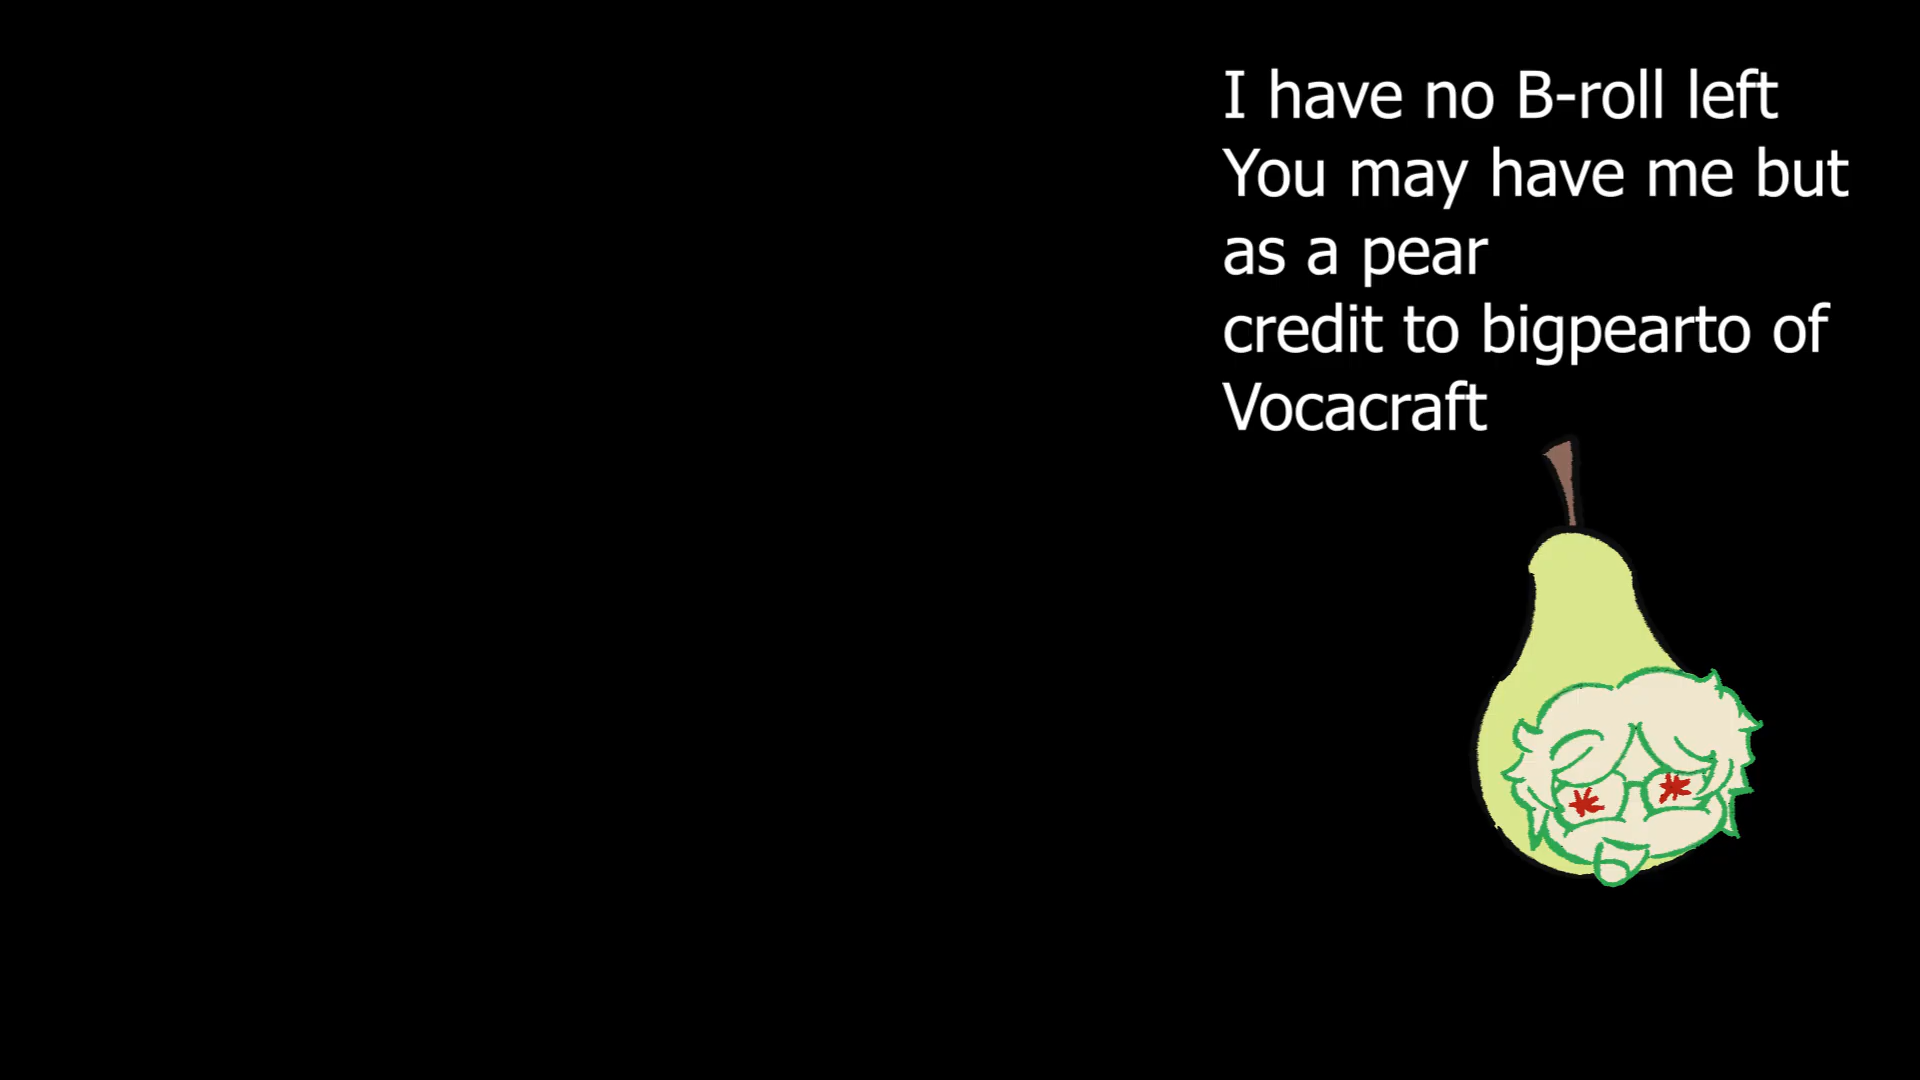 I have no B-roll left
You may have me but
as a pear
credit to bigpearto of
Vocacraft